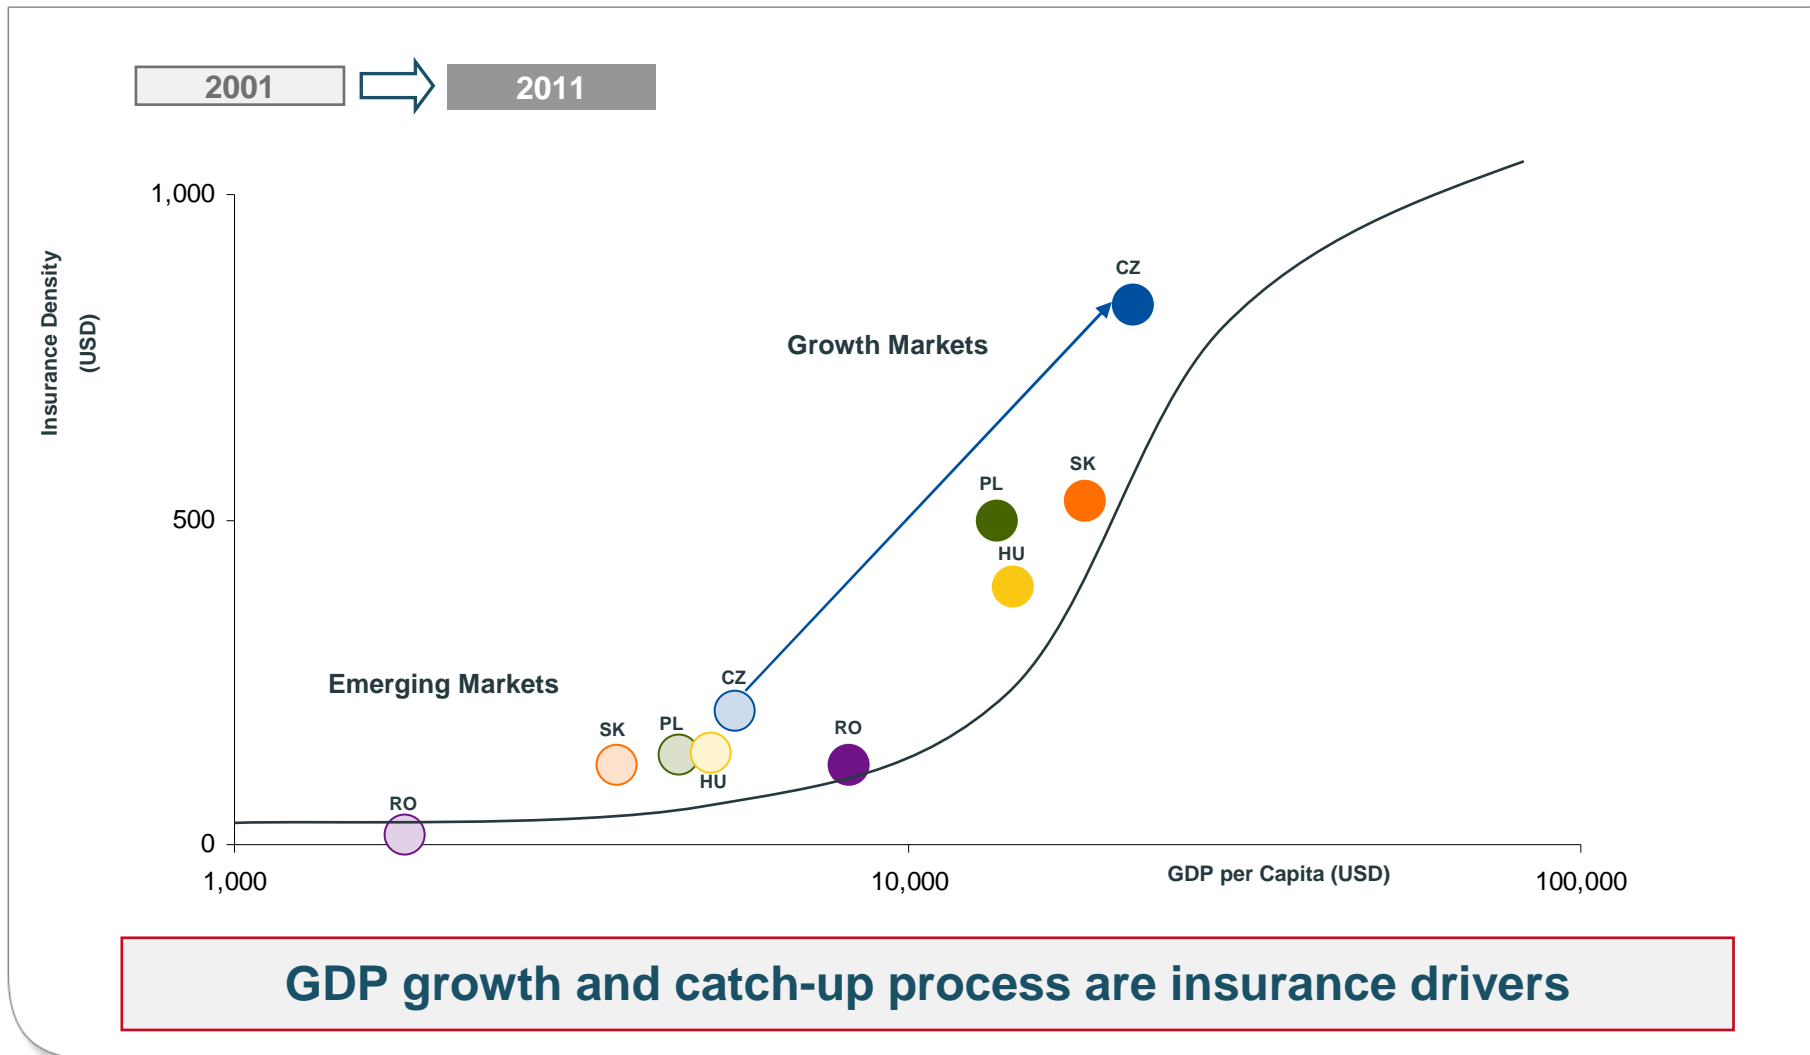 2001
2011
1,000
Insurance Density
(USD)
CZ
Growth Markets
SK
PL
500
HU
CZ
Emerging Markets
SK
PL
RO
HU
RO
0
1,000
10,000
GDP per Capita (USD)
100,000
GDP growth and catch-up process are insurance drivers